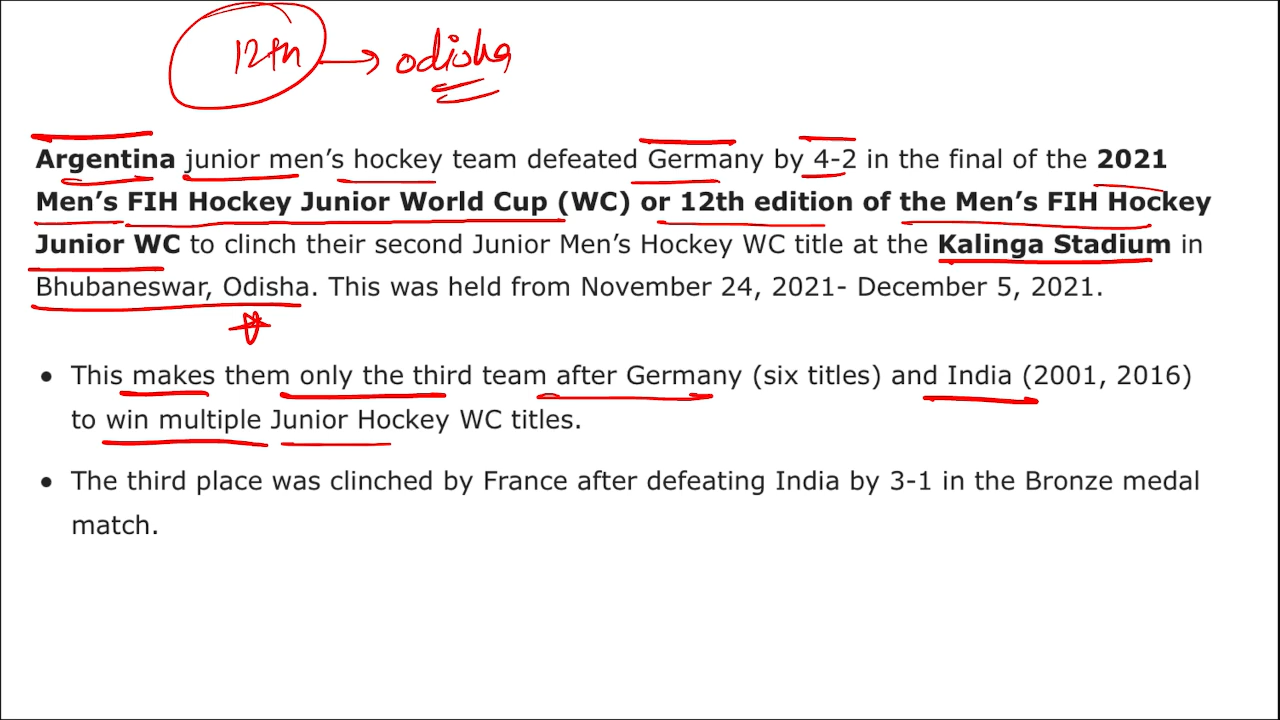 12th → odisha
Argentina junior men’s hockey team defeated Germany by 4-2 in the final of the 2021
Men’s FIH Hockey Junior World Cup (WC) or 12th edition of the Men’s FIH Hockey
Junior WC to clinch their second Junior Men’s Hockey WC title at the Kalinga Stadium in
Bhubaneswar, Odisha. This was held from November 24, 2021- December 5, 2021.
• This makes them only the third team after Germany (six titles) and India (2001, 2016)
to win multiple Junior Hockey WC titles.
• The third place was clinched by France after defeating India by 3-1 in the Bronze medal
match.